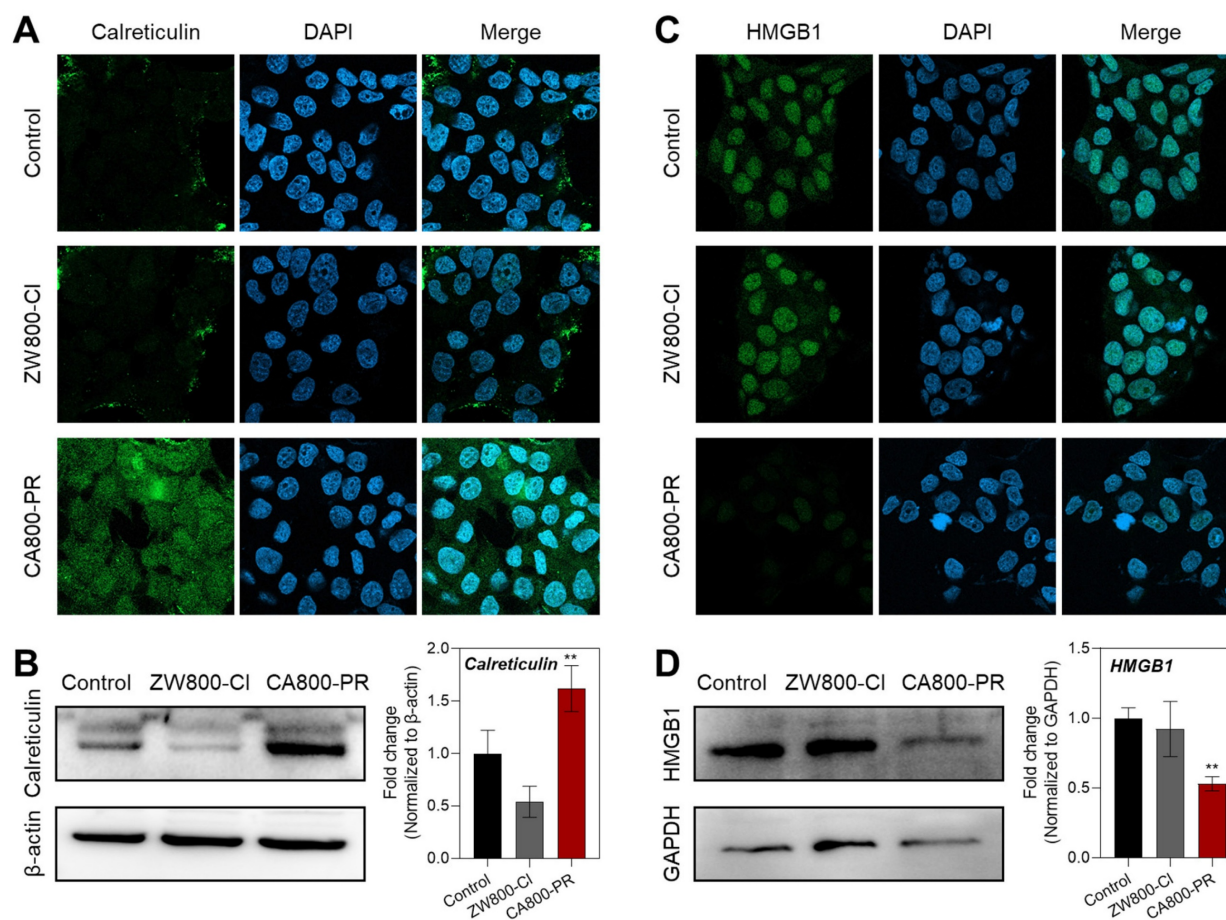 A
Calreticulin DAPI Merge
Control
ZW800-Cl
CA800-PR
B
Control ZW800-Cl CA800-PR
Calreticulin
β-actin
Fold change
(Normalized to β-actin)
2.0
1.5
1.0
0.5
0.0
Calreticulin
**
Control
ZW800-Cl
CA800-PR
C
HMGB1 DAPI Merge
Control
ZW800-Cl
CA800-PR
D
Control ZW800-Cl CA800-PR
HMGB1
GAPDH
Fold change
(Normalized to GAPDH)
1.5
1.0
0.5
0.0
HMGB1
**
Control
ZW800-Cl
CA800-PR